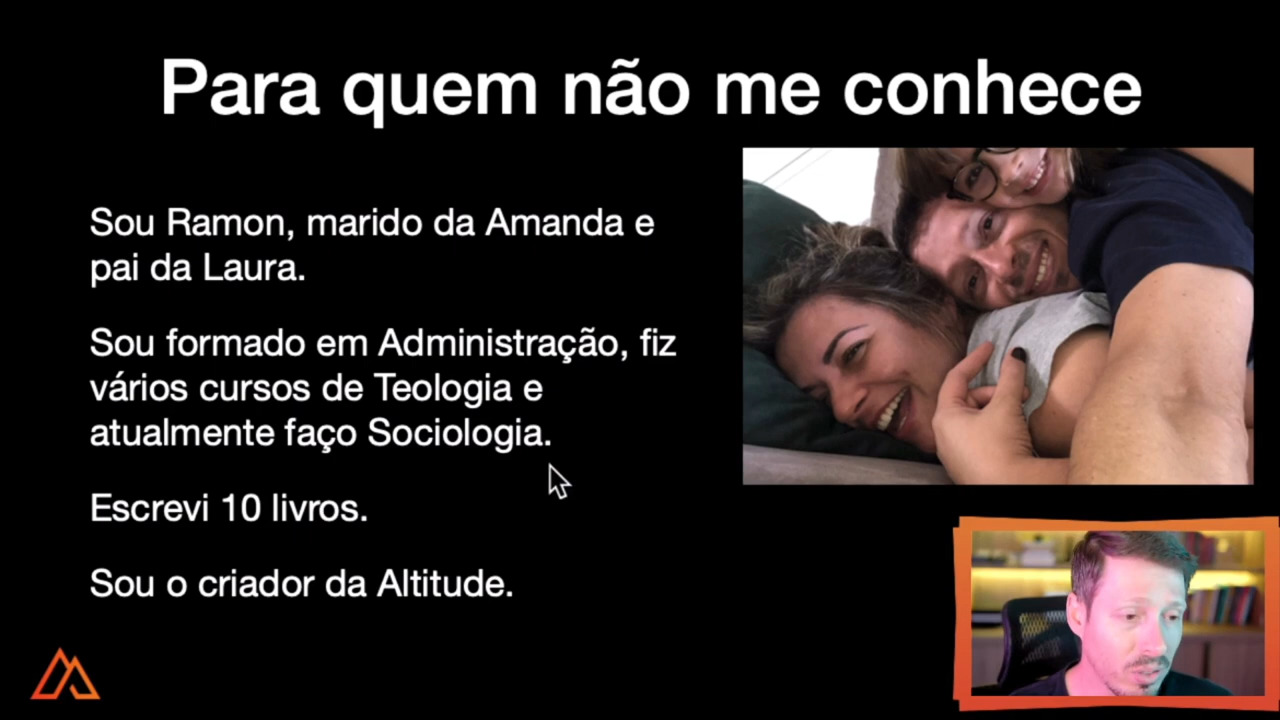 Para quem não me conhece
Sou Ramon, marido da Amanda e
pai da Laura.
Sou formado em Administração, fiz
vários cursos de Teologia e
atualmente faço Sociologia.
Escrevi 10 livros.
Sou o criador da Altitude.